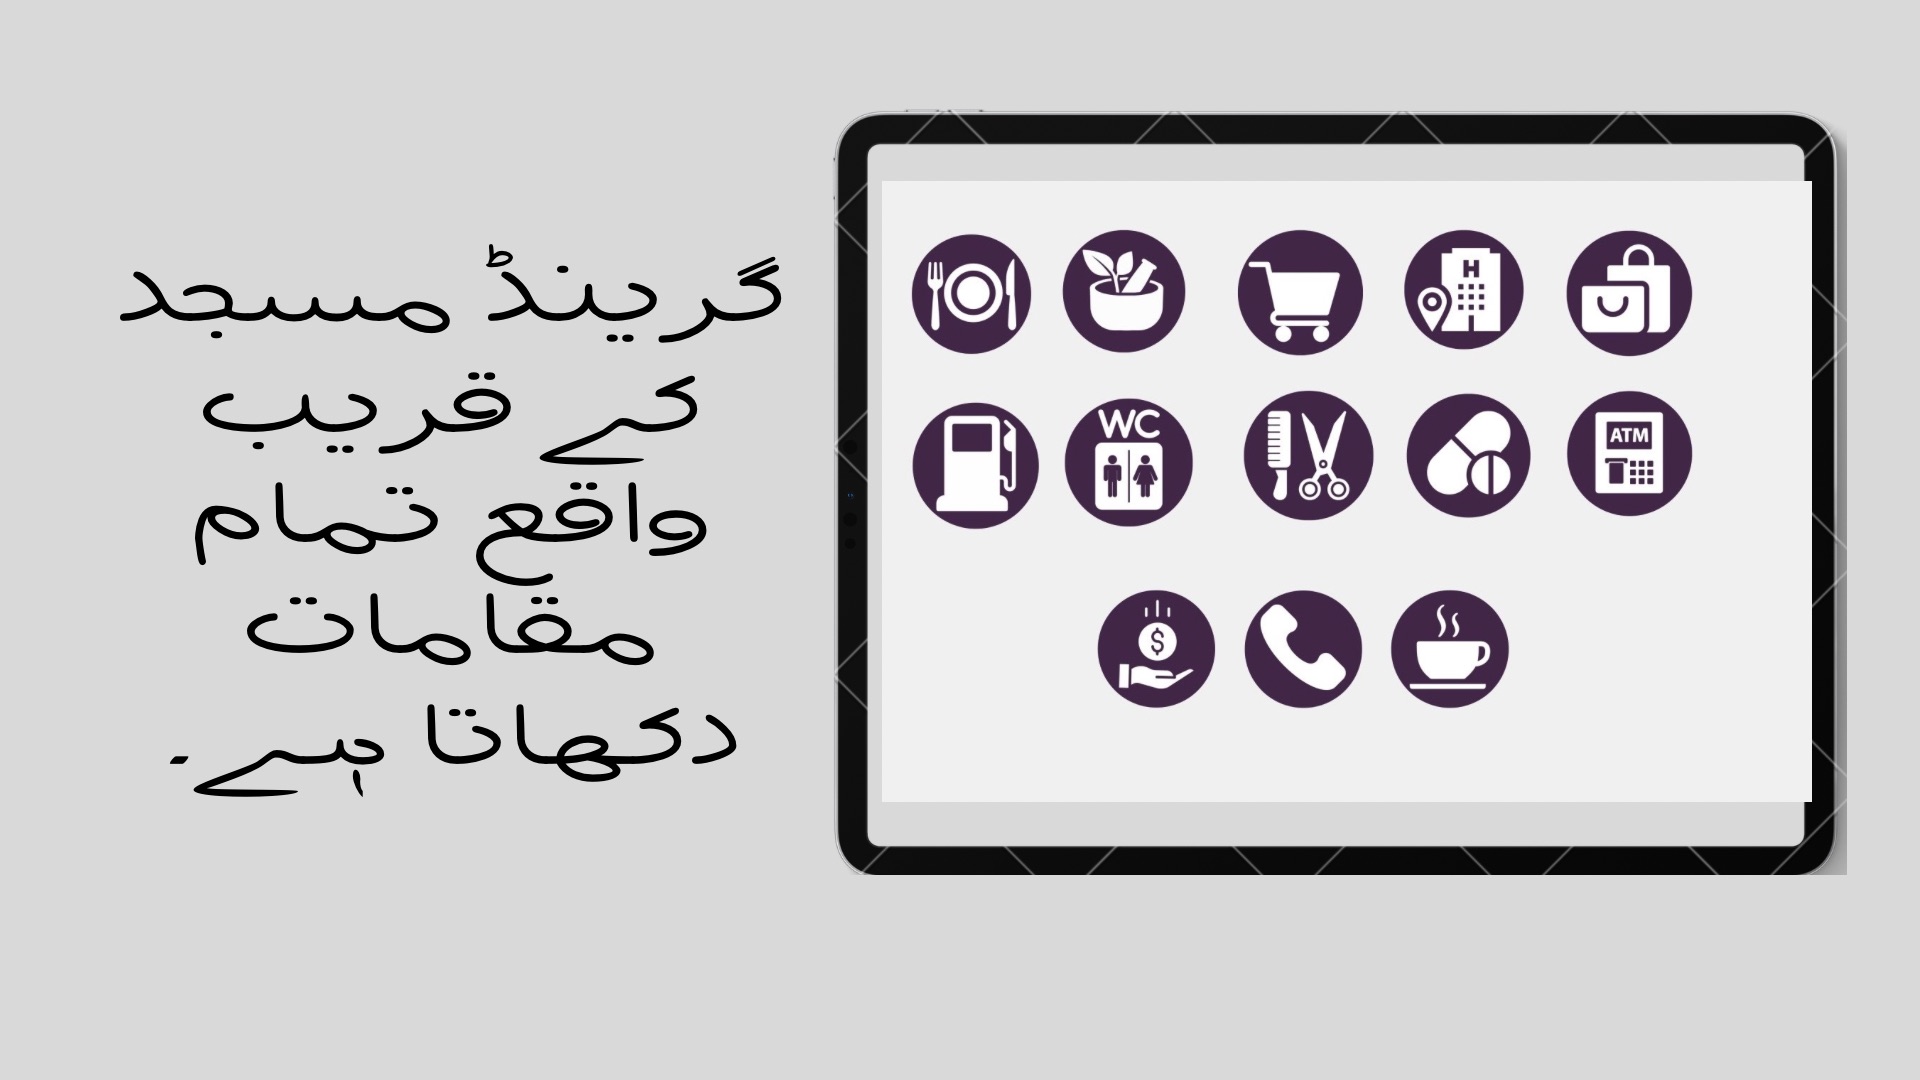 گرینڈ مسجد
کے قریب
واقع تمام
مقامات
دکھاتا ہے۔
H
WC
ATM
$